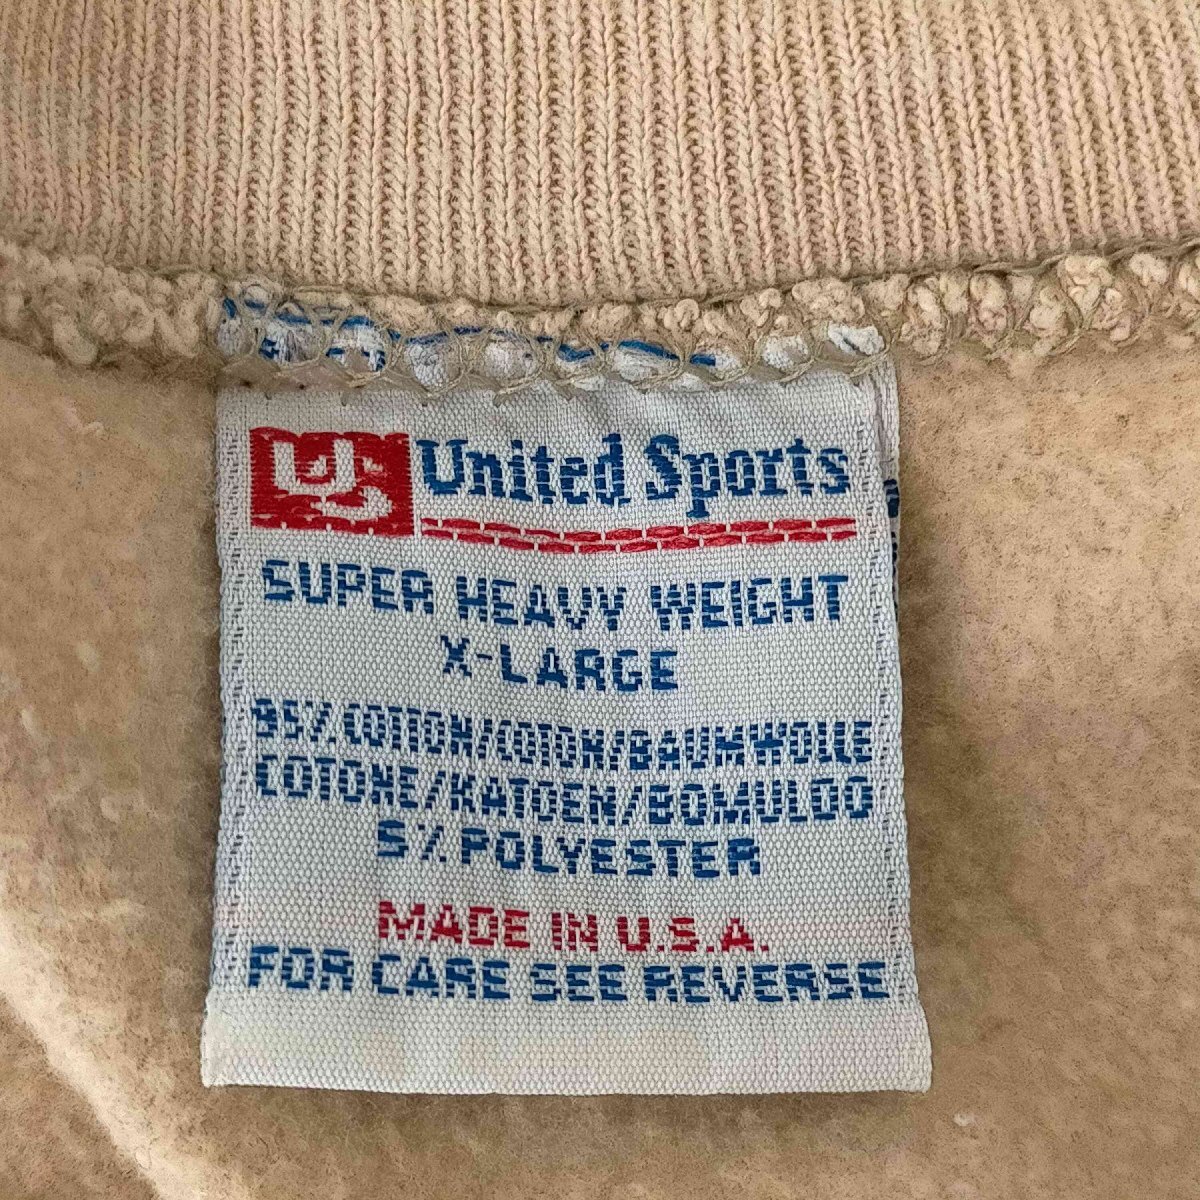 US United Sports
SUPER HEAVY WEIGHT
X-LARGE
95% COTTON/COTON/BAUMWOLLE
COTONE/KATOEN/BOMULDO
5% POLYESTER
MADE IN U.S.A.
FOR CARE SEE REVERSE